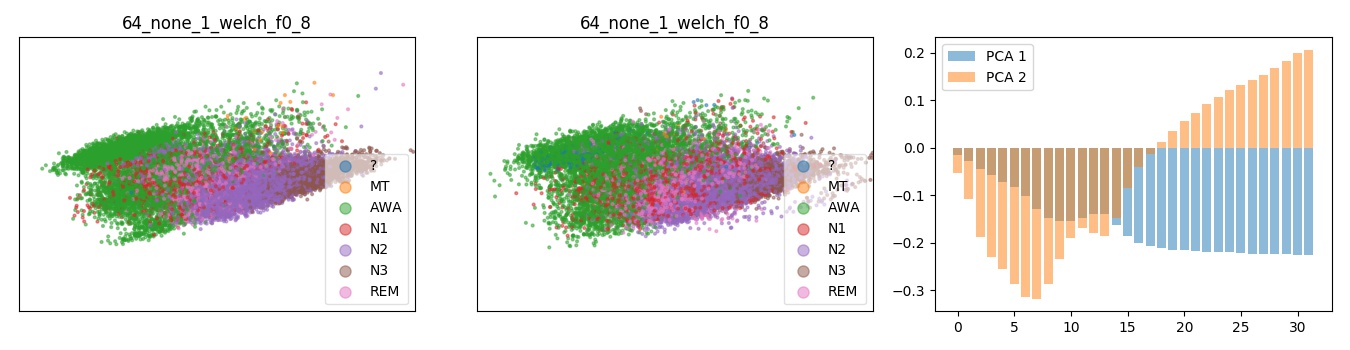 64_none_1_welch_f0_8
?
MT
AWA
N1
N2
N3
REM
64_none_1_welch_f0_8
?
MT
AWA
N1
N2
N3
REM
PCA 1
PCA 2
0.2
0.1
0.0
−0.1
−0.2
−0.3
0 5 10 15 20 25 30